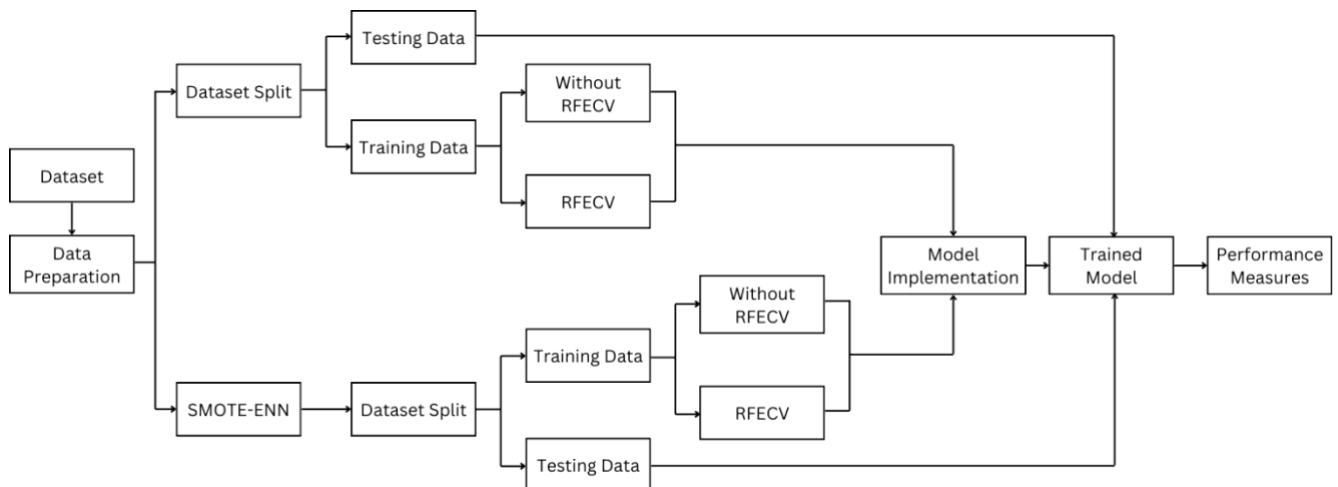 Dataset
Data
Preparation
Dataset Split
Testing Data
Training Data
Without
RFECV
RFECV
SMOTE-ENN
Dataset Split
Training Data
Testing Data
Without
RFECV
RFECV
Model
Implementation
Trained
Model
Performance
Measures